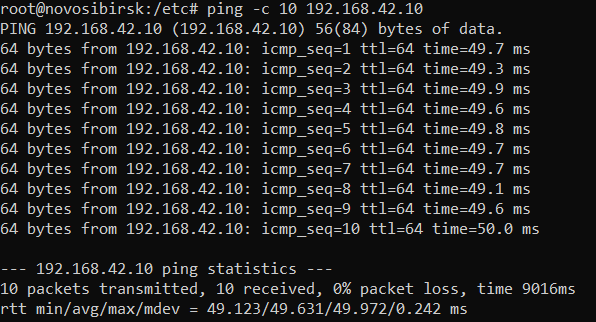 root@novosibirsk:/etc# ping -c 10 192.168.42.10
PING 192.168.42.10 (192.168.42.10) 56(84) bytes of data.
64 bytes from 192.168.42.10: icmp_seq=1 ttl=64 time=49.7 ms
64 bytes from 192.168.42.10: icmp_seq=2 ttl=64 time=49.3 ms
64 bytes from 192.168.42.10: icmp_seq=3 ttl=64 time=49.9 ms
64 bytes from 192.168.42.10: icmp_seq=4 ttl=64 time=49.6 ms
64 bytes from 192.168.42.10: icmp_seq=5 ttl=64 time=49.8 ms
64 bytes from 192.168.42.10: icmp_seq=6 ttl=64 time=49.7 ms
64 bytes from 192.168.42.10: icmp_seq=7 ttl=64 time=49.7 ms
64 bytes from 192.168.42.10: icmp_seq=8 ttl=64 time=49.1 ms
64 bytes from 192.168.42.10: icmp_seq=9 ttl=64 time=49.6 ms
64 bytes from 192.168.42.10: icmp_seq=10 ttl=64 time=50.0 ms
--- 192.168.42.10 ping statistics ---
10 packets transmitted, 10 received, 0% packet loss, time 9016ms
rtt min/avg/max/mdev = 49.123/49.631/49.972/0.242 ms